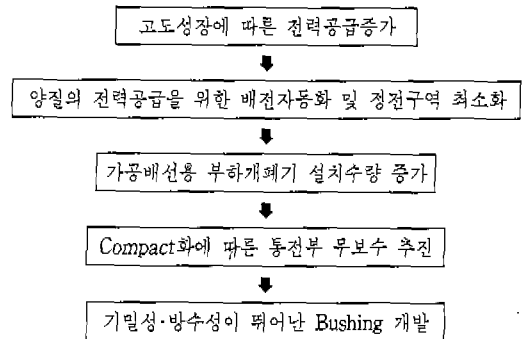 고도성장에 따른 전력공급증가
양질의 전력공급을 위한 배전자동화 및 정전구역 최소화
가공배선용 부하개폐기 설치수량 증가
Compact화에 따른 통전부 무보수 추진
기밀성·방수성이 뛰어난 Bushing 개발